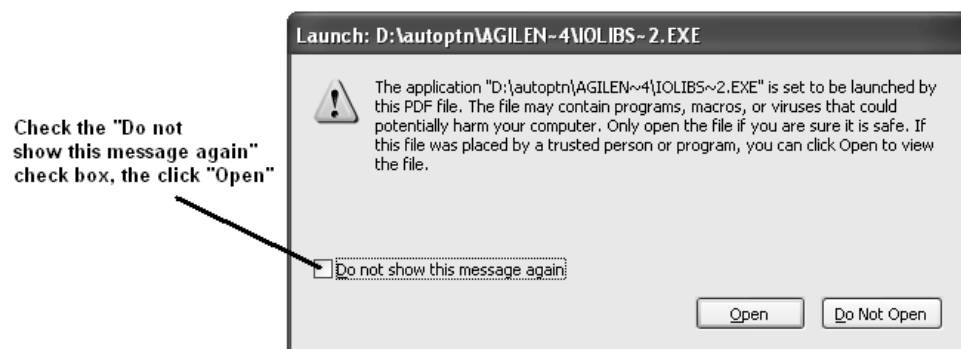 Launch: D:\autoptn\AGILEN~4\IOLIBS~2.EXE
The application "D:\autoptn\AGILEN~4\IOLIBS~2.EXE" is set to be launched by
this PDF file. The file may contain programs, macros, or viruses that could
potentially harm your computer. Only open the file if you are sure it is safe. If
this file was placed by a trusted person or program, you can click Open to view
the file.
Check the "Do not
show this message again"
check box, the click "Open"
Do not show this message again
Open
Do Not Open